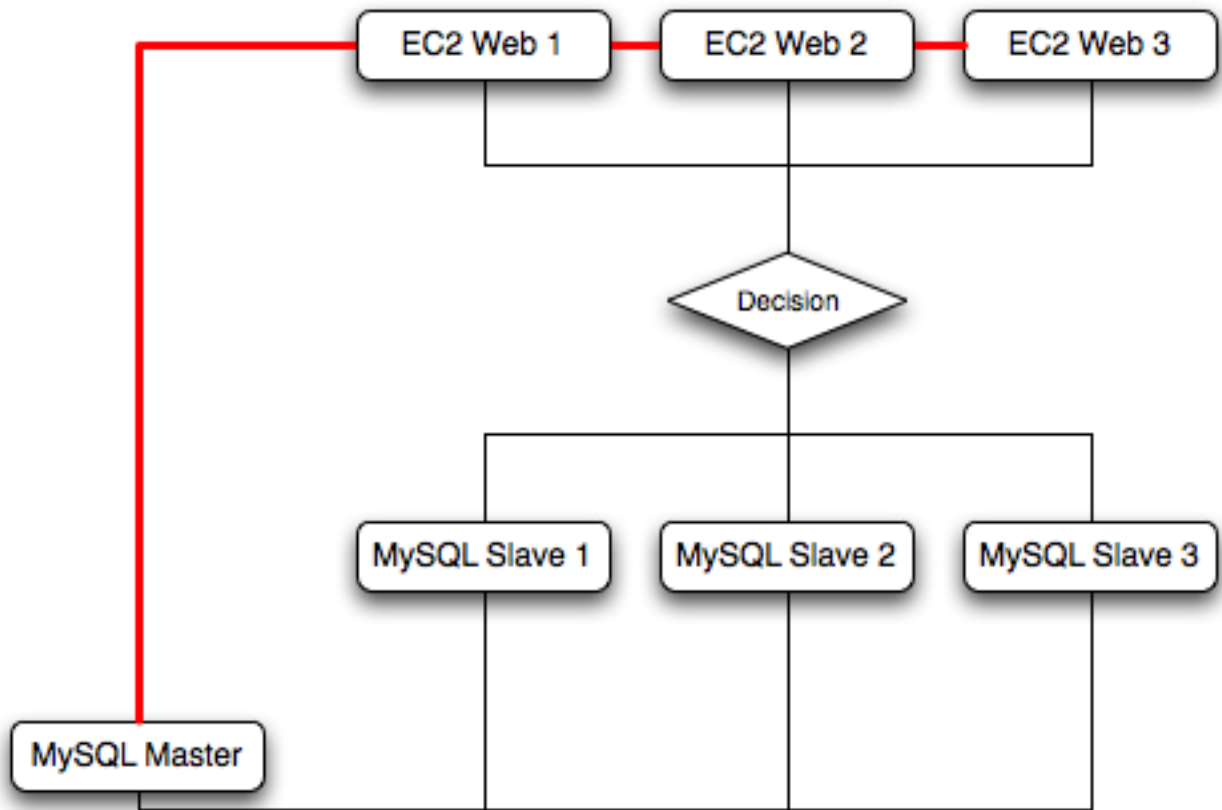 EC2 Web 1
EC2 Web 2
EC2 Web 3
Decision
MySQL Slave 1
MySQL Slave 2
MySQL Slave 3
MySQL Master